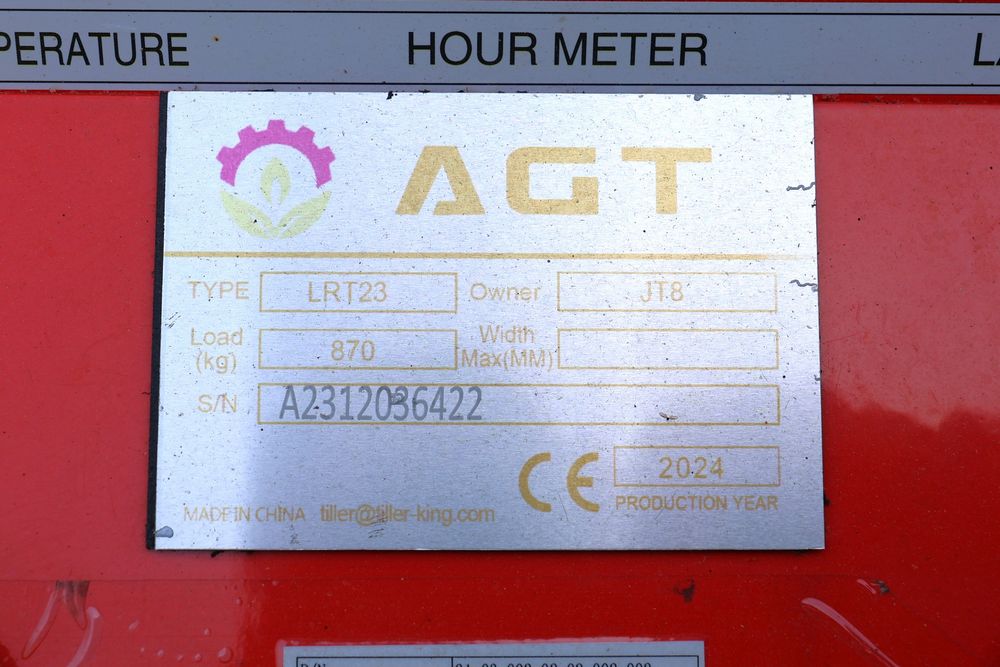 PERATURE HOUR METER LA
AGT
TYPE LRT23 Owner JT8
Load (kg) 870 Width Max(MM)
S/N A2312036422
CE 2024
PRODUCTION YEAR
MADE IN CHINA tiller@tiller-king.com